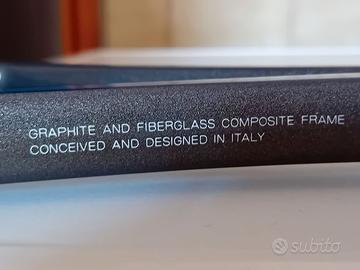 GRAPHITE AND FIBERGLASS COMPOSITE FRAME
CONCEIVED AND DESIGNED IN ITALY
subito